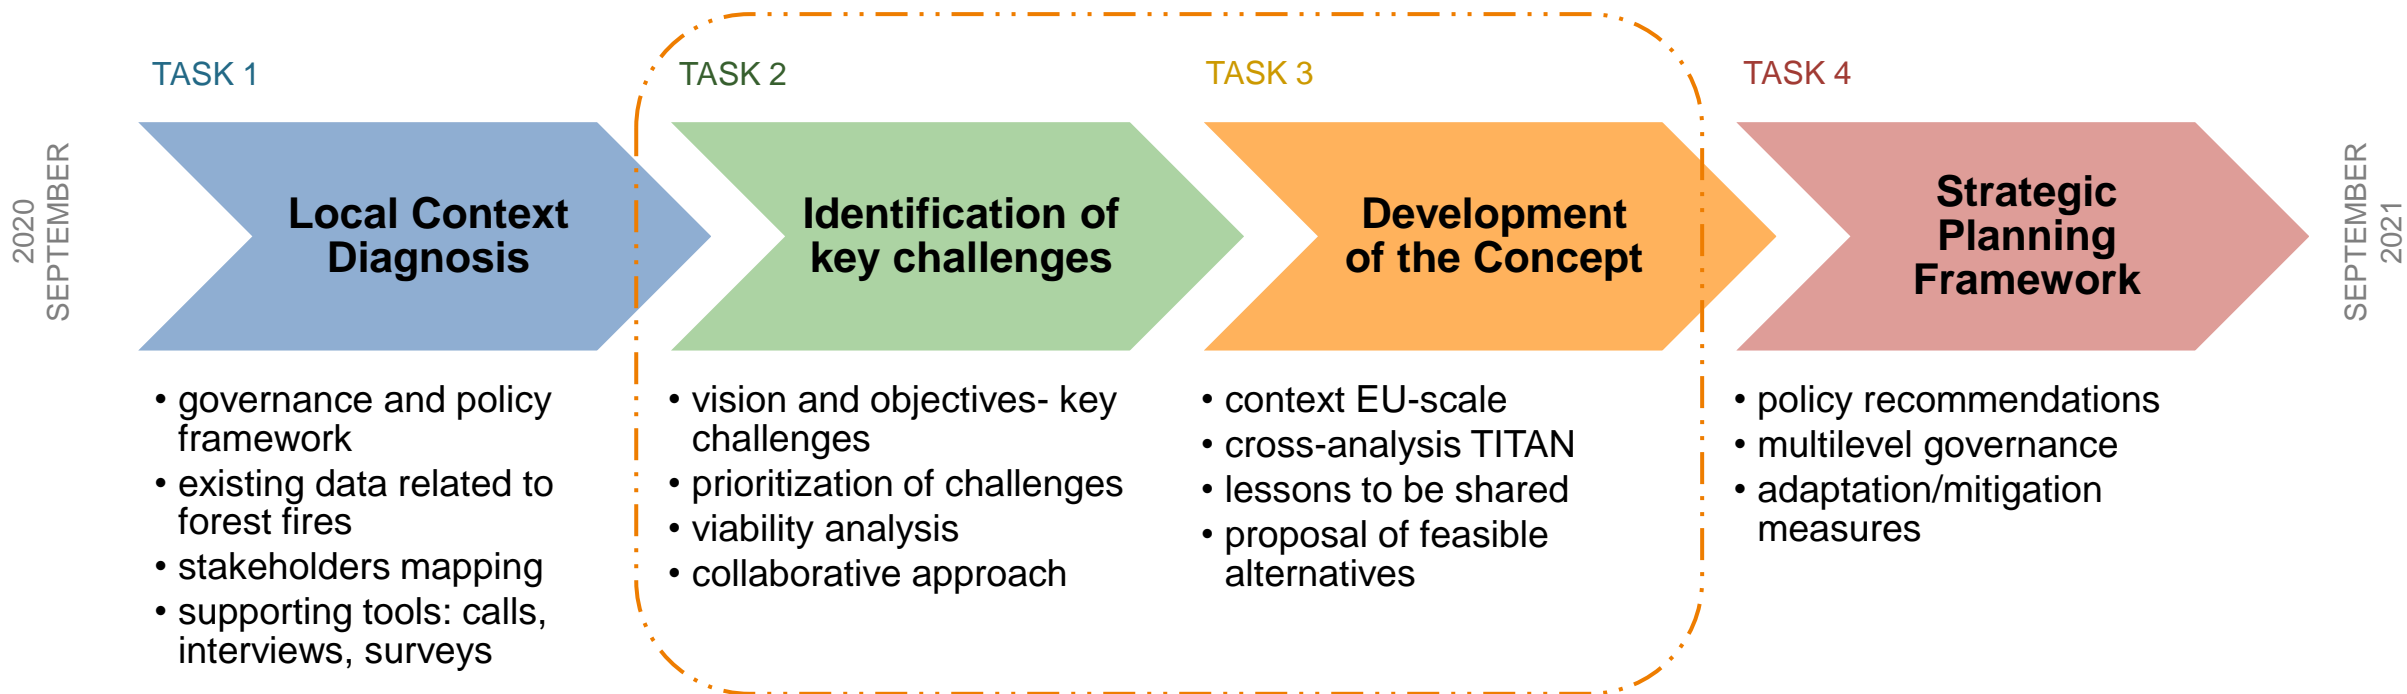 2020
SEPTEMBER
TASK 1
Local Context
Diagnosis
• governance and policy
framework
• existing data related to
forest fires
• stakeholders mapping
• supporting tools: calls,
interviews, surveys
TASK 2
Identification of
key challenges
• vision and objectives- key
challenges
• prioritization of challenges
• viability analysis
• collaborative approach
TASK 3
Development
of the Concept
• context EU-scale
• cross-analysis TITAN
• lessons to be shared
• proposal of feasible
alternatives
TASK 4
Strategic
Planning
Framework
• policy recommendations
• multilevel governance
• adaptation/mitigation
measures
SEPTEMBER
2021